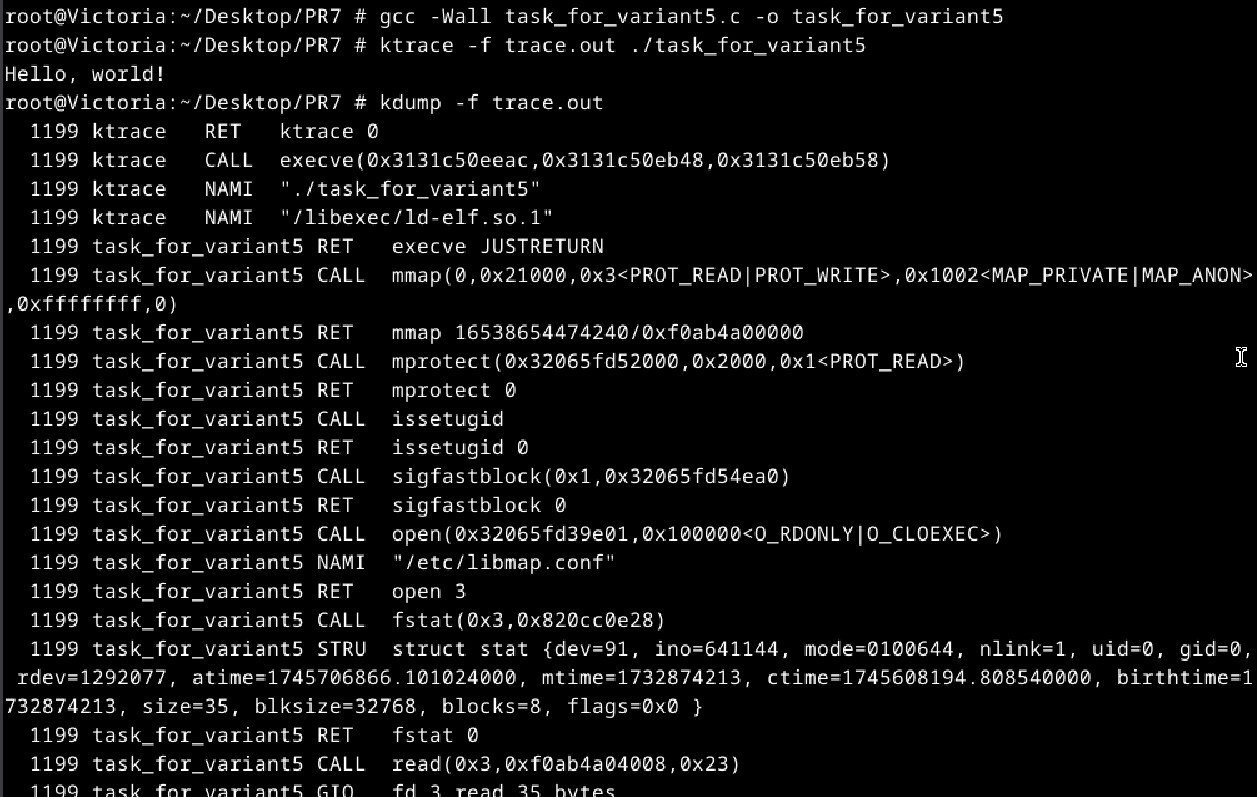 root@Victoria:~/Desktop/PR7 # gcc -Wall task_for_variant5.c -o task_for_variant5
root@Victoria:~/Desktop/PR7 # ktrace -f trace.out ./task_for_variant5
Hello, world!
root@Victoria:~/Desktop/PR7 # kdump -f trace.out
  1199 ktrace   RET   ktrace 0
  1199 ktrace   CALL  execve(0x3131c50eeac,0x3131c50eb48,0x3131c50eb58)
  1199 ktrace   NAMI  "./task_for_variant5"
  1199 ktrace   NAMI  "/libexec/ld-elf.so.1"
  1199 task_for_variant5 RET   execve JUSTRETURN
  1199 task_for_variant5 CALL  mmap(0,0x21000,0x3<PROT_READ|PROT_WRITE>,0x1002<MAP_PRIVATE|MAP_ANON>
,0xffffffff,0)
  1199 task_for_variant5 RET   mmap 16538654474240/0xf0ab4a00000
  1199 task_for_variant5 CALL  mprotect(0x32065fd52000,0x2000,0x1<PROT_READ>)
  1199 task_for_variant5 RET   mprotect 0
  1199 task_for_variant5 CALL  issetugid
  1199 task_for_variant5 RET   issetugid 0
  1199 task_for_variant5 CALL  sigfastblock(0x1,0x32065fd54ea0)
  1199 task_for_variant5 RET   sigfastblock 0
  1199 task_for_variant5 CALL  open(0x32065fd39e01,0x100000<O_RDONLY|O_CLOEXEC>)
  1199 task_for_variant5 NAMI  "/etc/libmap.conf"
  1199 task_for_variant5 RET   open 3
  1199 task_for_variant5 CALL  fstat(0x3,0x820cc0e28)
  1199 task_for_variant5 STRU  struct stat {dev=91, ino=641144, mode=0100644, nlink=1, uid=0, gid=0,
 rdev=1292077, atime=1745706866.101024000, mtime=1732874213, ctime=1745608194.808540000, birthtime=1
732874213, size=35, blksize=32768, blocks=8, flags=0x0 }
  1199 task_for_variant5 RET   fstat 0
  1199 task_for_variant5 CALL  read(0x3,0xf0ab4a04008,0x23)
  1199 task_for_variant5 GIO   fd 3 read 35 bytes